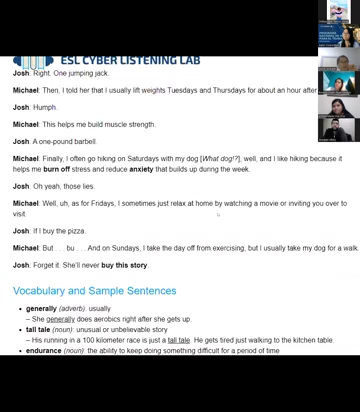 ESL CYBER LISTENING LAB
Josh: Right. One jumping jack.
Michael: Then, I told her that I usually lift weights Tuesdays and Thursdays for about an hour after
Josh: Humph.
Michael: This helps me build muscle strength.
Josh: A one-pound barbell.
Michael: Finally, I often go hiking on Saturdays with my dog [What dog!?], well, and I like hiking because it
helps me burn off stress and reduce anxiety that builds up during the week.
Josh: Oh yeah, those lies.
Michael: Well, uh, as for Fridays, I sometimes just relax at home by watching a movie or inviting you over to
visit.
Josh: If I buy the pizza.
Michael: But . . . bu . . . And on Sundays, I take the day off from exercising, but I usually take my dog for a walk.
Josh: Forget it. She'll never buy this story.
Vocabulary and Sample Sentences
• generally (adverb): usually
– She generally does aerobics right after she gets up.
• tall tale (noun): unusual or unbelievable story
– His running in a 100 kilometer race is just a tall tale. He gets tired just walking to the kitchen table.
• endurance (noun): the ability to keep doing something difficult for a period of time